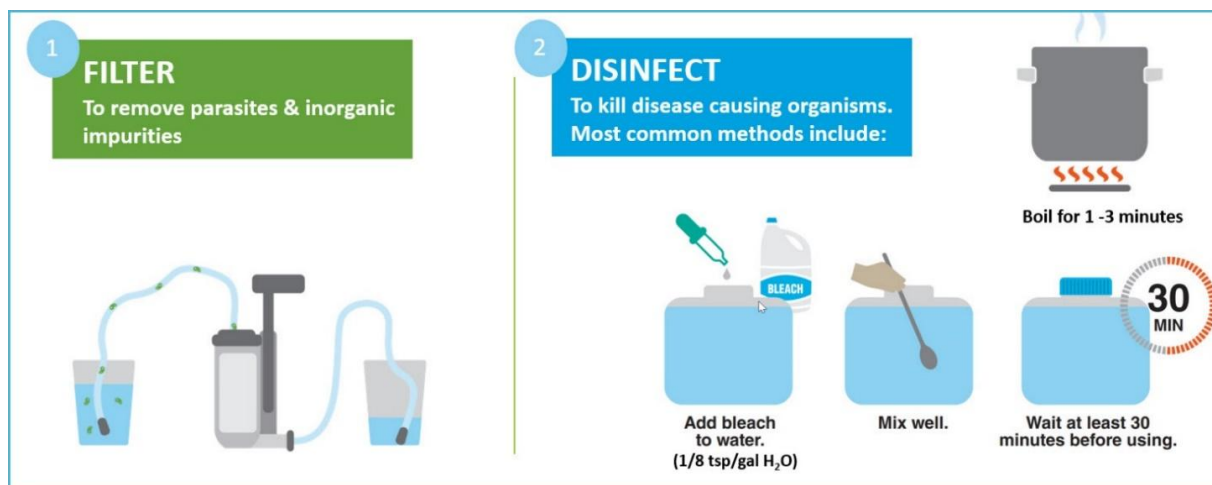 1
FILTER
To remove parasites & inorganic
impurities
2
DISINFECT
To kill disease causing organisms.
Most common methods include:
Boil for 1 -3 minutes
BLEACH
30
MIN
Add bleach
to water.
(1/8 tsp/gal H₂O)
Mix well.
Wait at least 30
minutes before using.